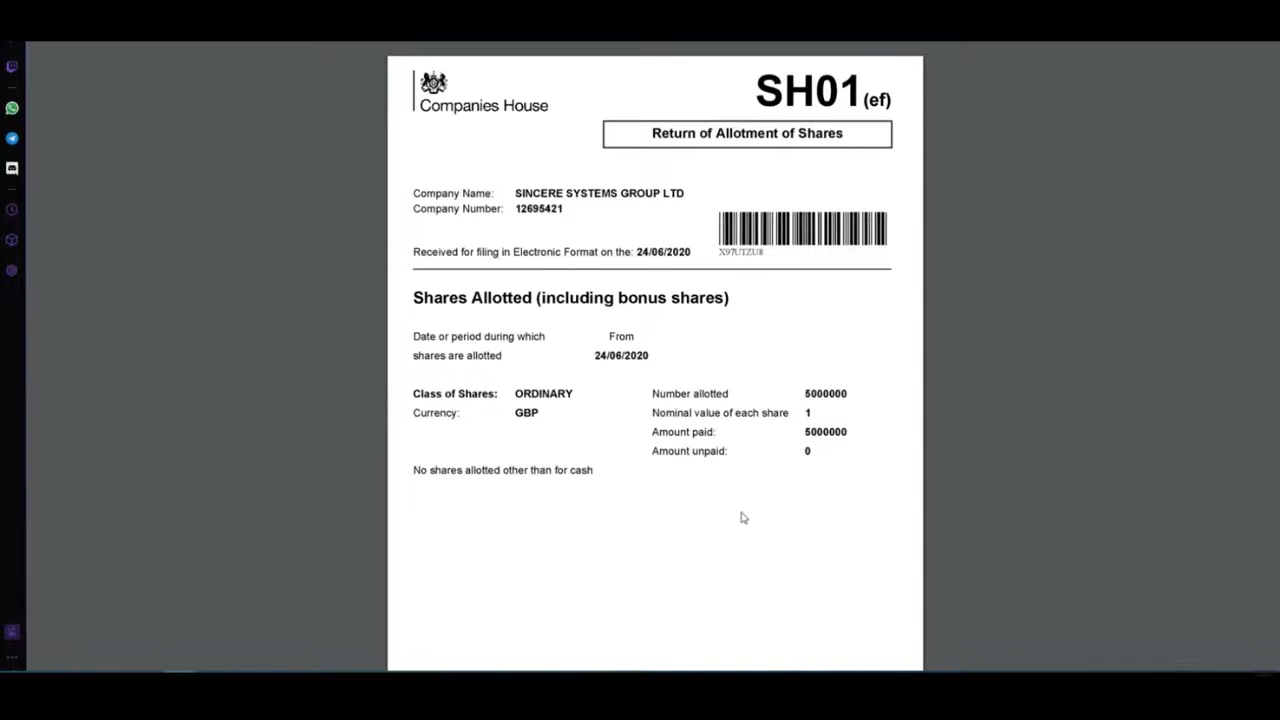 Companies House
SH01(ef)
Return of Allotment of Shares
Company Name: SINCERE SYSTEMS GROUP LTD
Company Number: 12695421
Received for filing in Electronic Format on the: 24/06/2020
X97UTZU8
Shares Allotted (including bonus shares)
Date or period during which From
shares are allotted 24/06/2020
Class of Shares: ORDINARY Number allotted 5000000
Currency: GBP Nominal value of each share 1
Amount paid: 5000000
Amount unpaid: 0
No shares allotted other than for cash